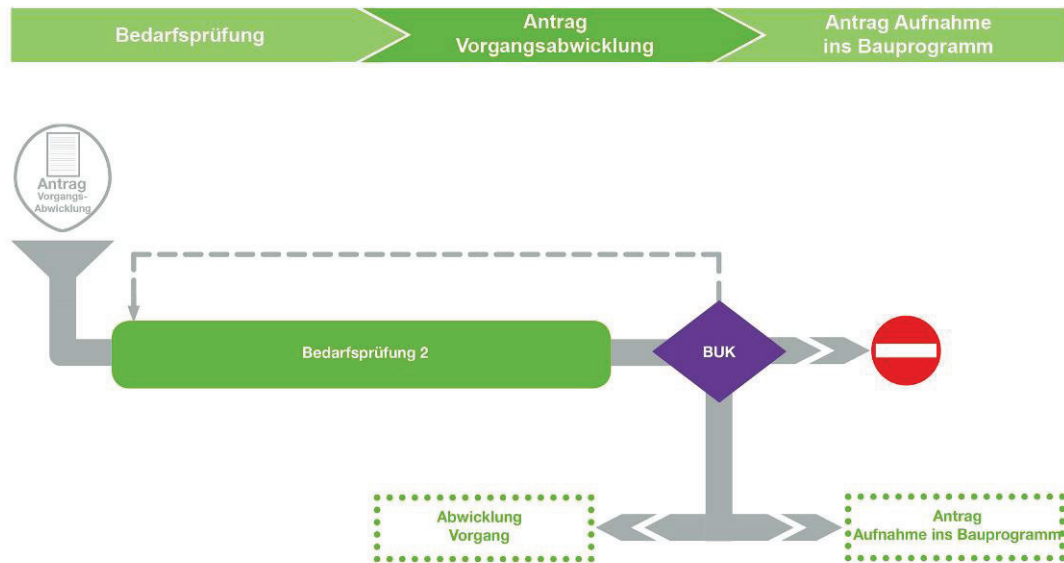 Bedarfsprüfung
Antrag
Vorgangsabwicklung
Antrag Aufnahme
ins Bauprogramm
Antrag
Vorgangs-
Abwicklung
Bedarfsprüfung 2
BUK
Abwicklung
Vorgang
Antrag
Aufnahme ins Bauprogramm